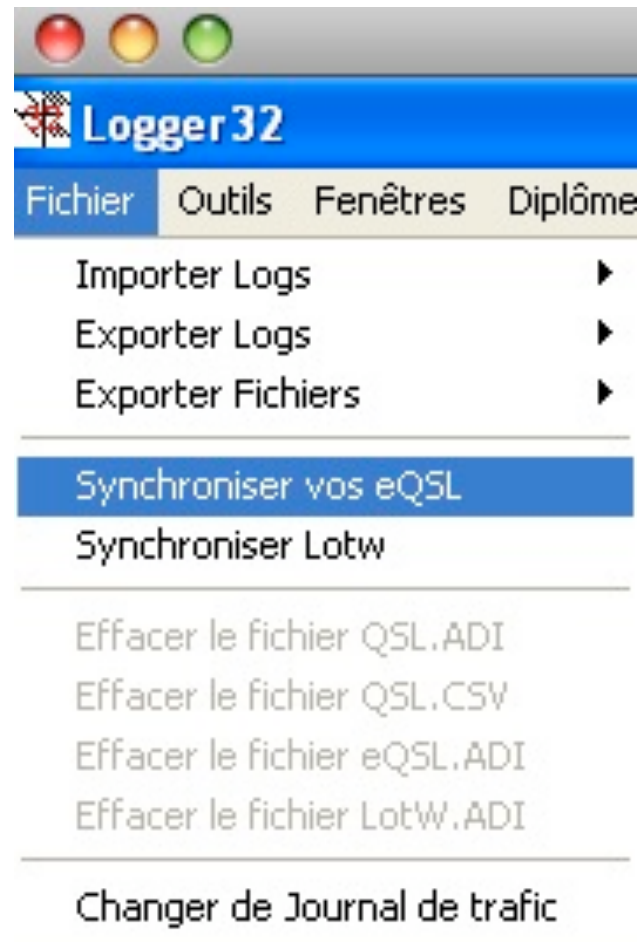 Logger32
Fichier Outils Fenêtres Diplôme
Importer Logs
Exporter Logs
Exporter Fichiers
Synchroniser vos eQSL
Synchroniser Lotw
Effacer le fichier QSL.ADI
Effacer le fichier QSL.CSV
Effacer le fichier eQSL.ADI
Effacer le fichier LotW.ADI
Changer de Journal de trafic